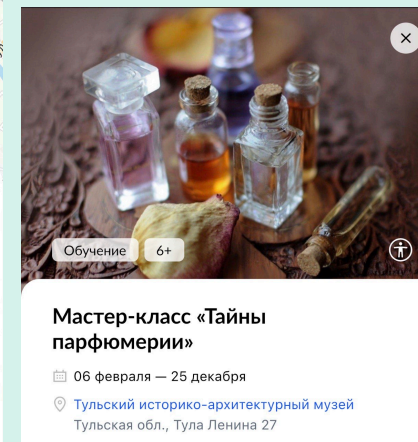 Обучение
6+
Мастер-класс «Тайны
парфюмерии»
06 февраля — 25 декабря
Тульский историко-архитектурный музей
Тульская обл., Тула Ленина 27